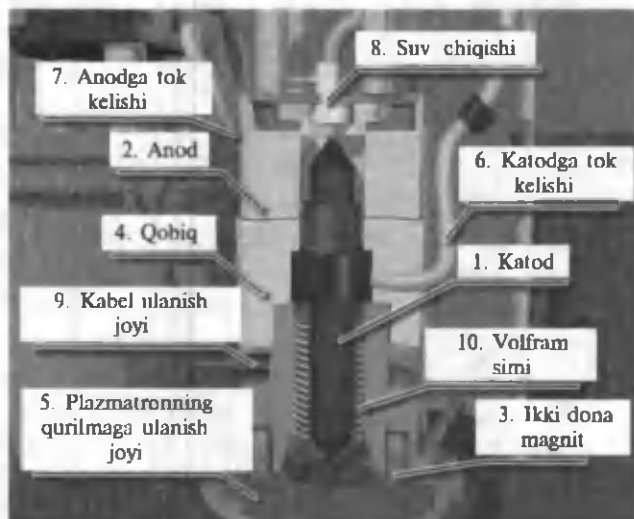 8. Suv chiqishi
7. Anodga tok
kelishi
2. Anod
6. Katodga tok
kelishi
4. Qobiq
1. Katod
9. Kabel ulanish
joyi
10. Volfram
simi
5. Plazmatronning
qurilmaga ulanish
joyi
3. Ikki dona
magnit